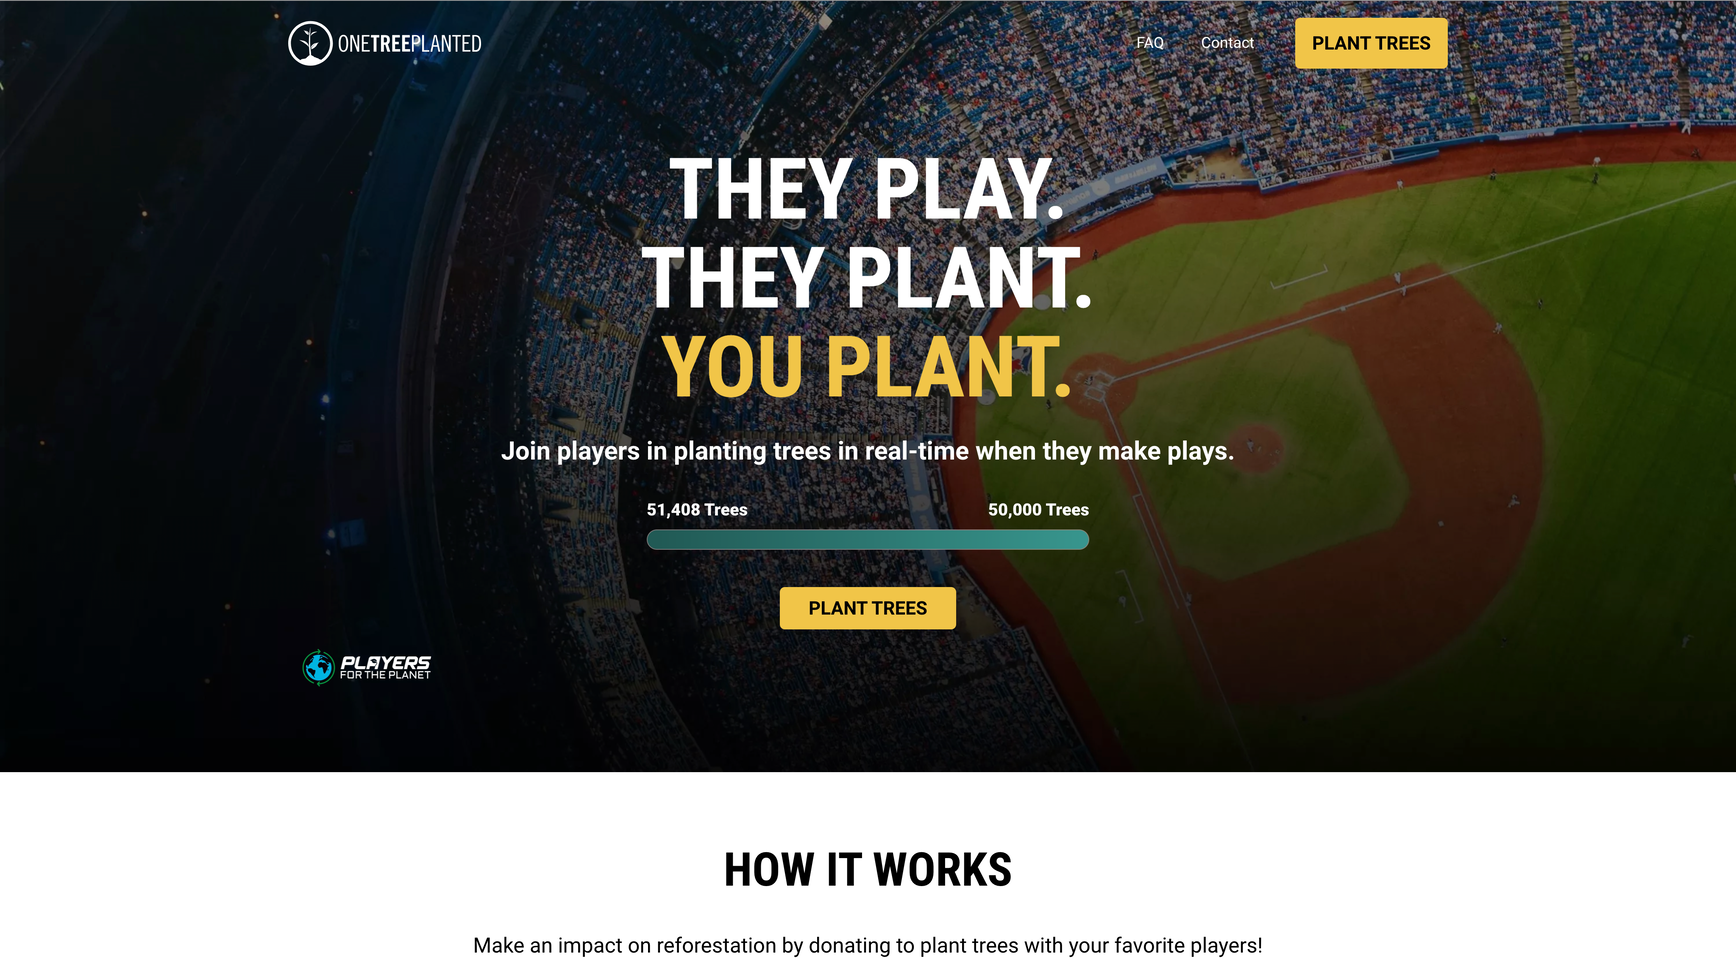 ONETREEPLANTED
FAQ
Contact
PLANT TREES
THEY PLAY.
THEY PLANT.
YOU PLANT.
Join players in planting trees in real-time when they make plays.
51,408 Trees
50,000 Trees
PLANT TREES
PLAYERS
FOR THE PLANET
HOW IT WORKS
Make an impact on reforestation by donating to plant trees with your favorite players!